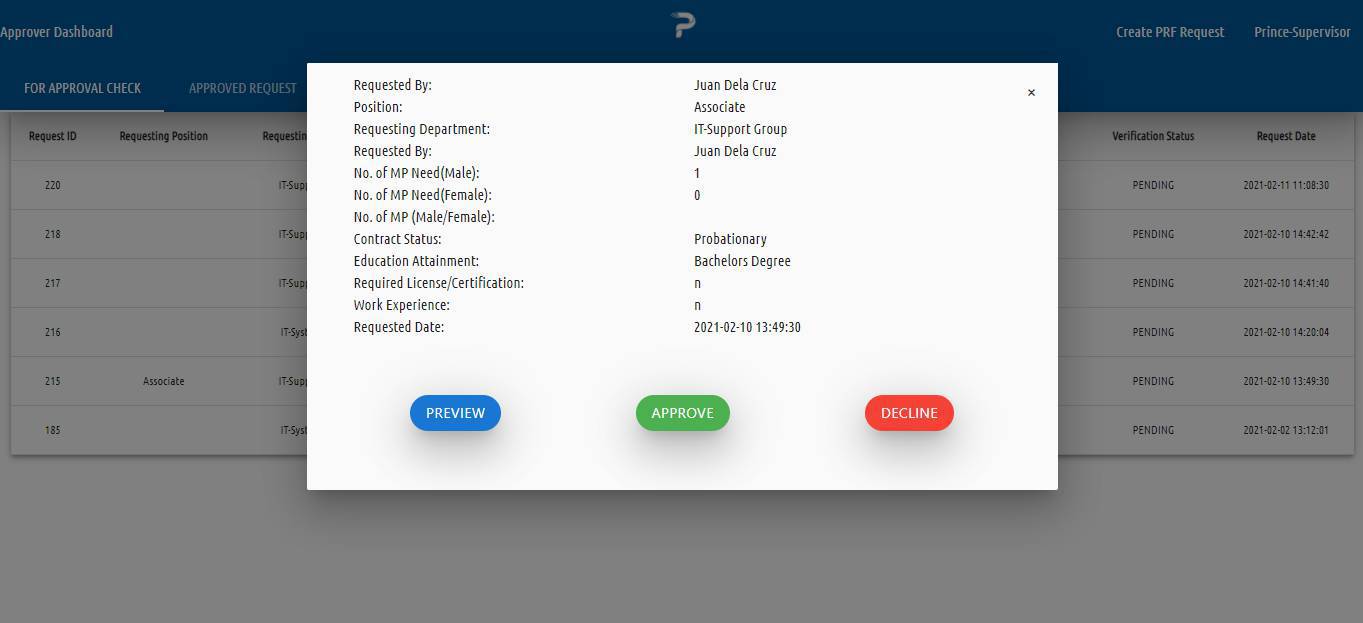 Approver Dashboard
Create PRF Request Prince-Supervisor
FOR APPROVAL CHECK APPROVED REQUEST
Requested By: Juan Dela Cruz ×
Position: Associate
Requesting Department: IT-Support Group
Requested By: Juan Dela Cruz
No. of MP Need(Male): 1
No. of MP Need(Female): 0
No. of MP (Male/Female):
Contract Status: Probationary
Education Attainment: Bachelors Degree
Required License/Certification: n
Work Experience: n
Requested Date: 2021-02-10 13:49:30
PREVIEW APPROVE DECLINE
Request ID Requesting Position Requestin Verification Status Request Date
220 IT-Sup PENDING 2021-02-11 11:08:30
218 IT-Sup PENDING 2021-02-10 14:42:42
217 IT-Sup PENDING 2021-02-10 14:41:40
216 IT-Syst PENDING 2021-02-10 14:20:04
215 Associate IT-Sup PENDING 2021-02-10 13:49:30
185 IT-Syst PENDING 2021-02-02 13:12:01